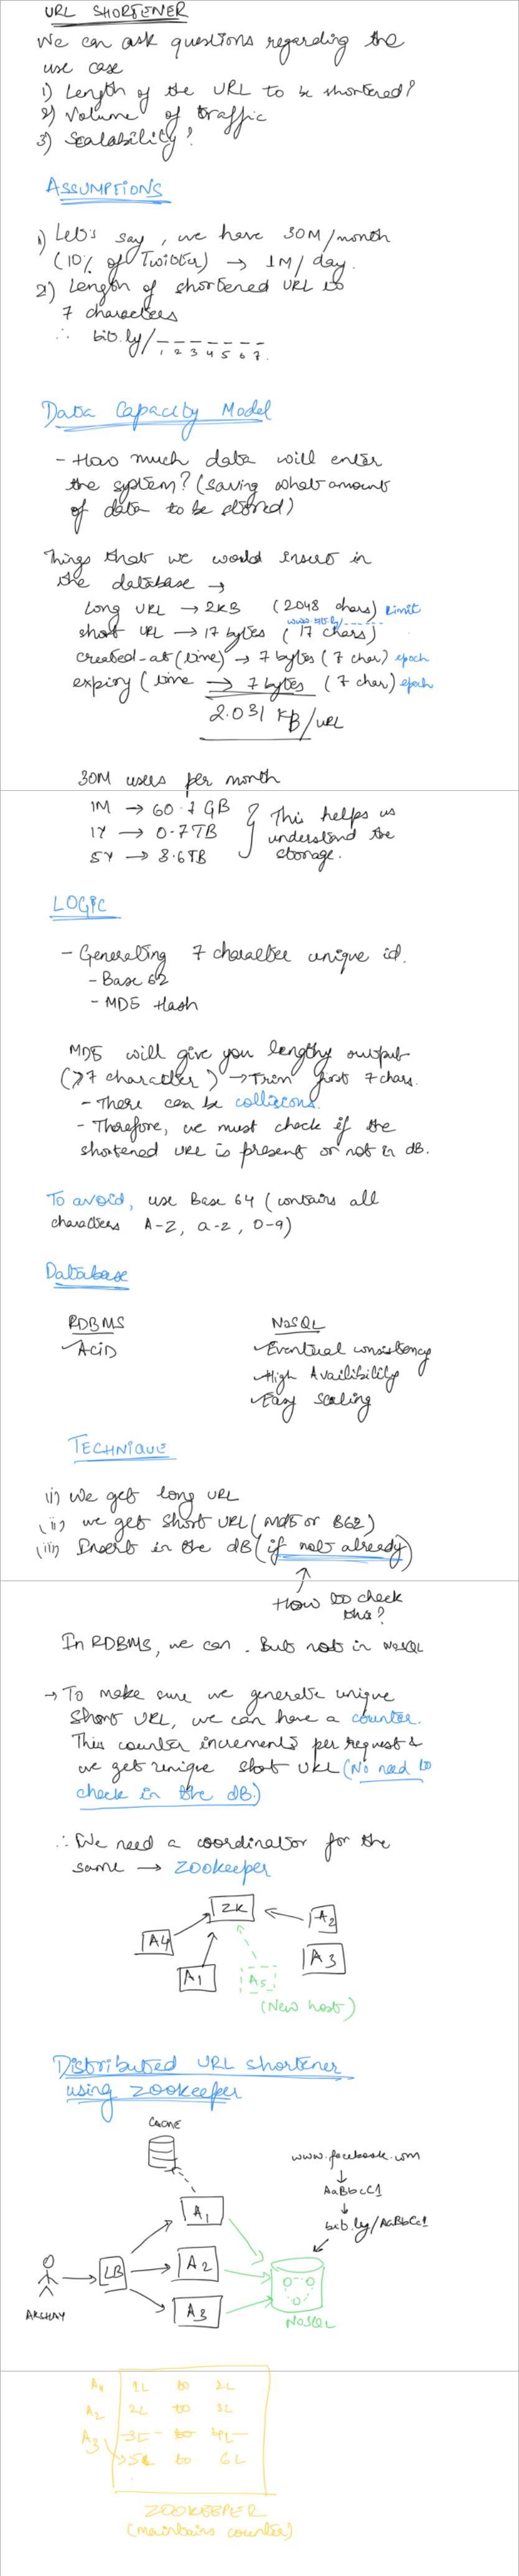 URL SHORTENER
We can ask questions regarding the
use case
1) Length of the URL to be shortened?
2) Volume of traffic
3) Scalability?
ASSUMPTIONS
1) Let's say, we have 30M/month
(10% of Twitter) → 1M/day.
2) Length of shortened URL is
7 characters
∴ bit.ly/_ _ _ _ _ _ _
1 2 3 4 5 6 7.
Data Capacity Model
- How much data will enter
the system? (saving what amount
of data to be stored)
Things that we would insert in
the database →
Long URL → 2KB (2048 chars) limit
www.bit.ly/-------
short URL → 17 bytes (17 chars)
created-at (time) → 7 bytes (7 char) epoch
expiry (time → 7 bytes (7 char) epoch
2.031 KB/URL
30M users per month
1M → 60.7 GB
1Y → 0.7TB
5Y → 3.6TB
} This helps us
understand the
storage.
LOGIC
- Generating 7 character unique id.
- Base 62
- MD5 Hash
MD5 will give you lengthy output
(>7 character) → Trim first 7 chars.
- There can be collisions.
- Therefore, we must check if the
shortened URL is present or not in dB.
To avoid, use Base 64 (contains all
characters A-Z, a-z, 0-9)
Database
RDBMS NoSQL
ACID Eventual consistency
High Availibility
Easy scaling
TECHNIQUE
(i) We get long URL
(ii) we get short URL (md5 or B62)
(iii) Insert in the dB (if not already)
How to check
this?
In RDBMS, we can. But not in NoSQL
→ To make sure we generate unique
Short URL, we can have a counter.
This counter increments per request &
we get unique shot URL (No need to
check in the dB.)
∴ We need a coordinator for the
same → Zookeeper
ZK
A4 A2
A1 A5 A3
(New host)
Distributed URL shortener
using zookeeper
CACHE
www.facebook.com
AaBbcC1
A1
bit.ly/AaBbCc1
LB A2
AKSHAY A3
NoSQL
A1 1L to 2L
A2 2L to 3L
A3 3L to 4L
5L to 6L
ZOOKEEPER
(maintains counter)